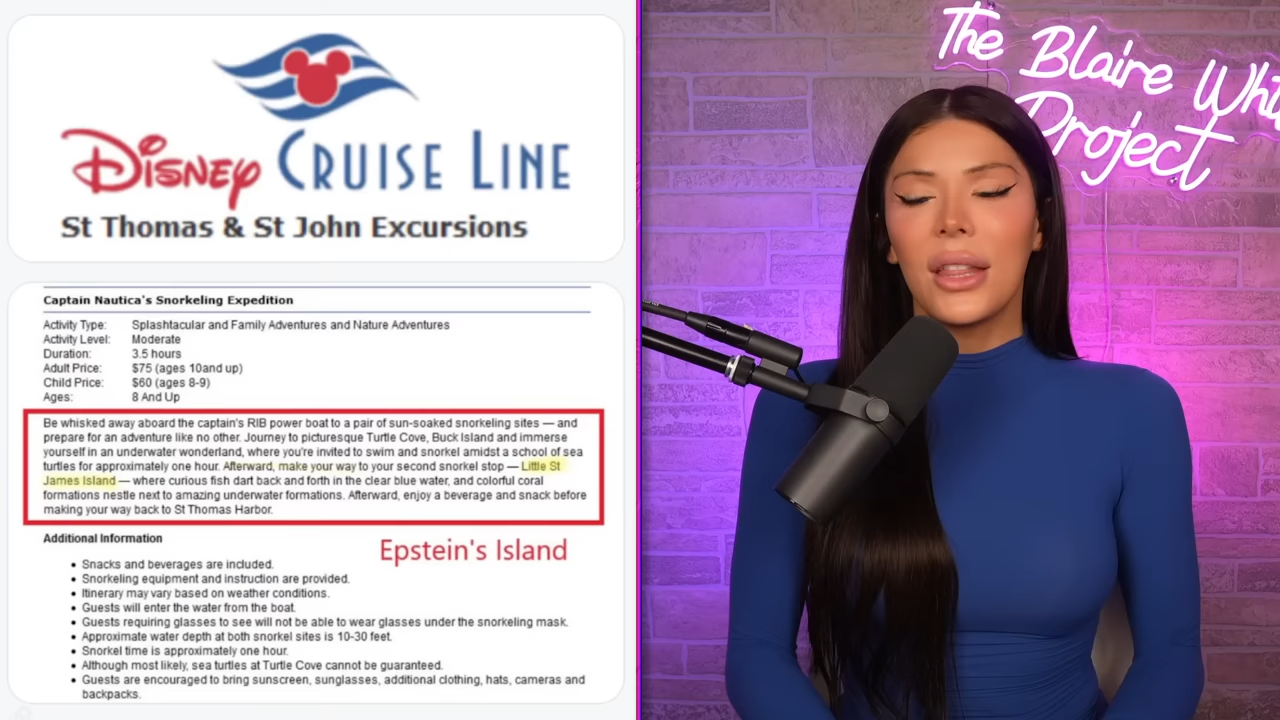 Disney Cruise Line
St Thomas & St John Excursions
Captain Nautica's Snorkeling Expedition
Activity Type: Splashtacular and Family Adventures and Nature Adventures
Activity Level: Moderate
Duration: 3.5 hours
Adult Price: $75 (ages 10and up)
Child Price: $60 (ages 8-9)
Ages: 8 And Up
Be whisked away aboard the captain's RIB power boat to a pair of sun-soaked snorkeling sites — and
prepare for an adventure like no other. Journey to picturesque Turtle Cove, Buck Island and immerse
yourself in an underwater wonderland, where you're invited to swim and snorkel amidst a school of sea
turtles for approximately one hour. Afterward, make your way to your second snorkel stop — Little St
James Island — where curious fish dart back and forth in the clear blue water, and colorful coral
formations nestle next to amazing underwater formations. Afterward, enjoy a beverage and snack before
making your way back to St Thomas Harbor.
Additional Information
Epstein's Island
• Snacks and beverages are included.
• Snorkeling equipment and instruction are provided.
• Itinerary may vary based on weather conditions.
• Guests will enter the water from the boat.
• Guests requiring glasses to see will not be able to wear glasses under the snorkeling mask.
• Approximate water depth at both snorkel sites is 10-30 feet.
• Snorkel time is approximately one hour.
• Although most likely, sea turtles at Turtle Cove cannot be guaranteed.
• Guests are encouraged to bring sunscreen, sunglasses, additional clothing, hats, cameras and
backpacks.
The Blaire Whi
Project